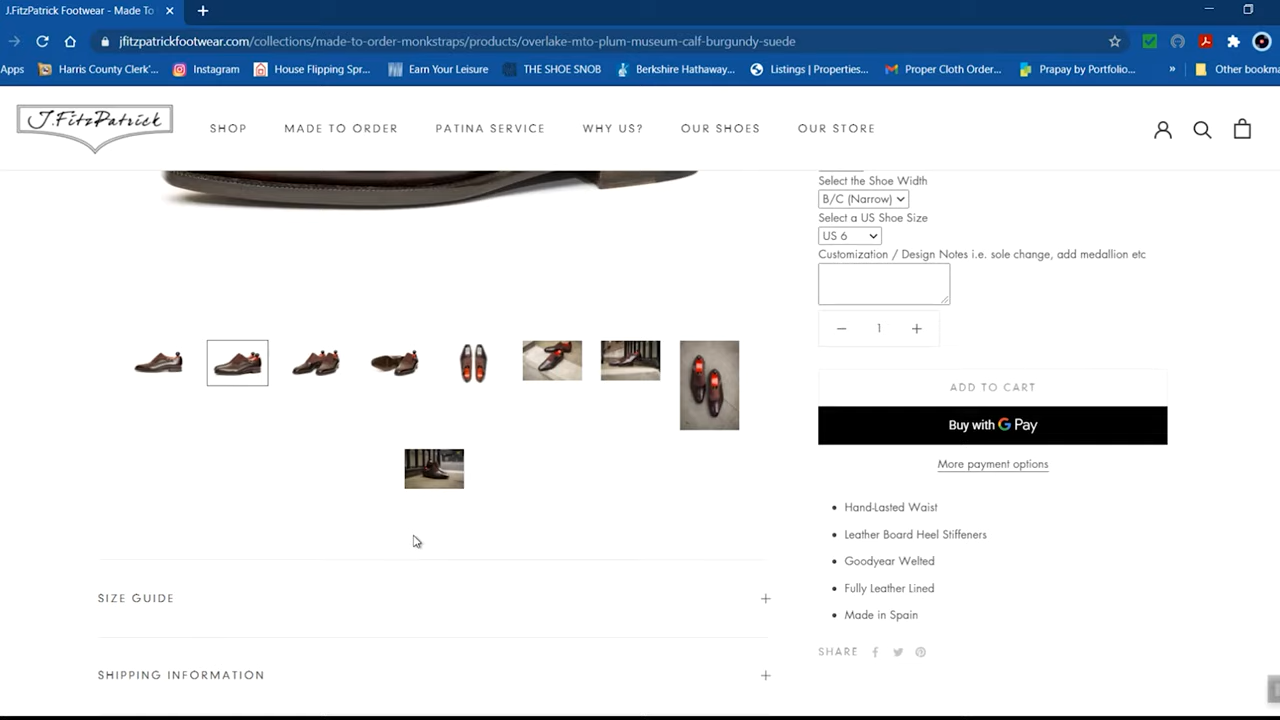 J.FitzPatrick Footwear - Made To
jfitzpatrickfootwear.com/collections/made-to-order-monkstraps/products/overlake-mto-plum-museum-calf-burgundy-suede
Apps Harris County Clerk'... Instagram House Flipping Spr... Earn Your Leisure THE SHOE SNOB Berkshire Hathaway... Listings | Properties... Proper Cloth Order... Prapay by Portfolio... » Other bookma
J.FitzPatrick SHOP MADE TO ORDER PATINA SERVICE WHY US? OUR SHOES OUR STORE
Select the Shoe Width
B/C (Narrow)
Select a US Shoe Size
US 6
Customization / Design Notes i.e. sole change, add medallion etc
− 1 +
ADD TO CART
Buy with G Pay
More payment options
• Hand-Lasted Waist
• Leather Board Heel Stiffeners
• Goodyear Welted
• Fully Leather Lined
• Made in Spain
SHARE
SIZE GUIDE +
SHIPPING INFORMATION +